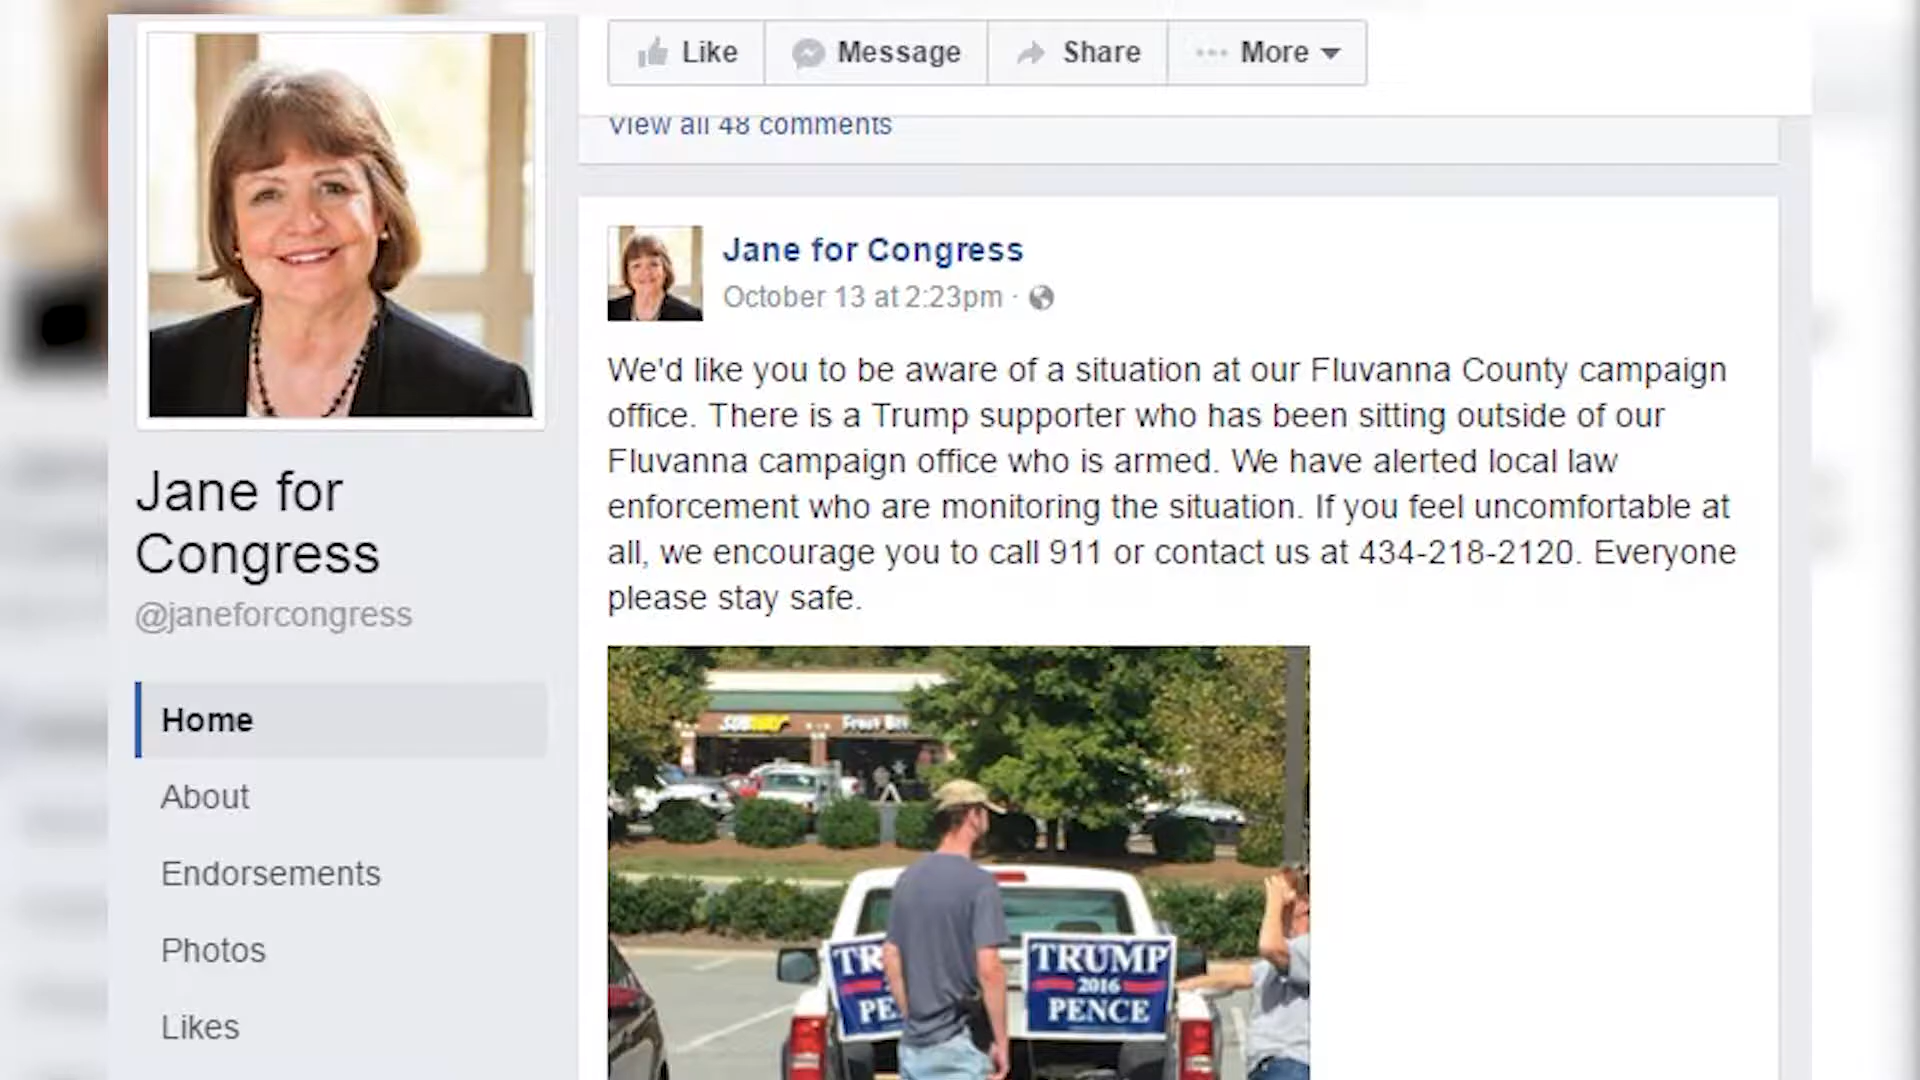 Like
Message
Share
More
View all 48 comments
Jane for Congress
October 13 at 2:23pm ·
We'd like you to be aware of a situation at our Fluvanna County campaign
office. There is a Trump supporter who has been sitting outside of our
Fluvanna campaign office who is armed. We have alerted local law
enforcement who are monitoring the situation. If you feel uncomfortable at
all, we encourage you to call 911 or contact us at 434-218-2120. Everyone
please stay safe.
Jane for
Congress
@janeforcongress
Home
About
Endorsements
Photos
Likes
SUBWAY
TR
PE
TRUMP
2016
PENCE